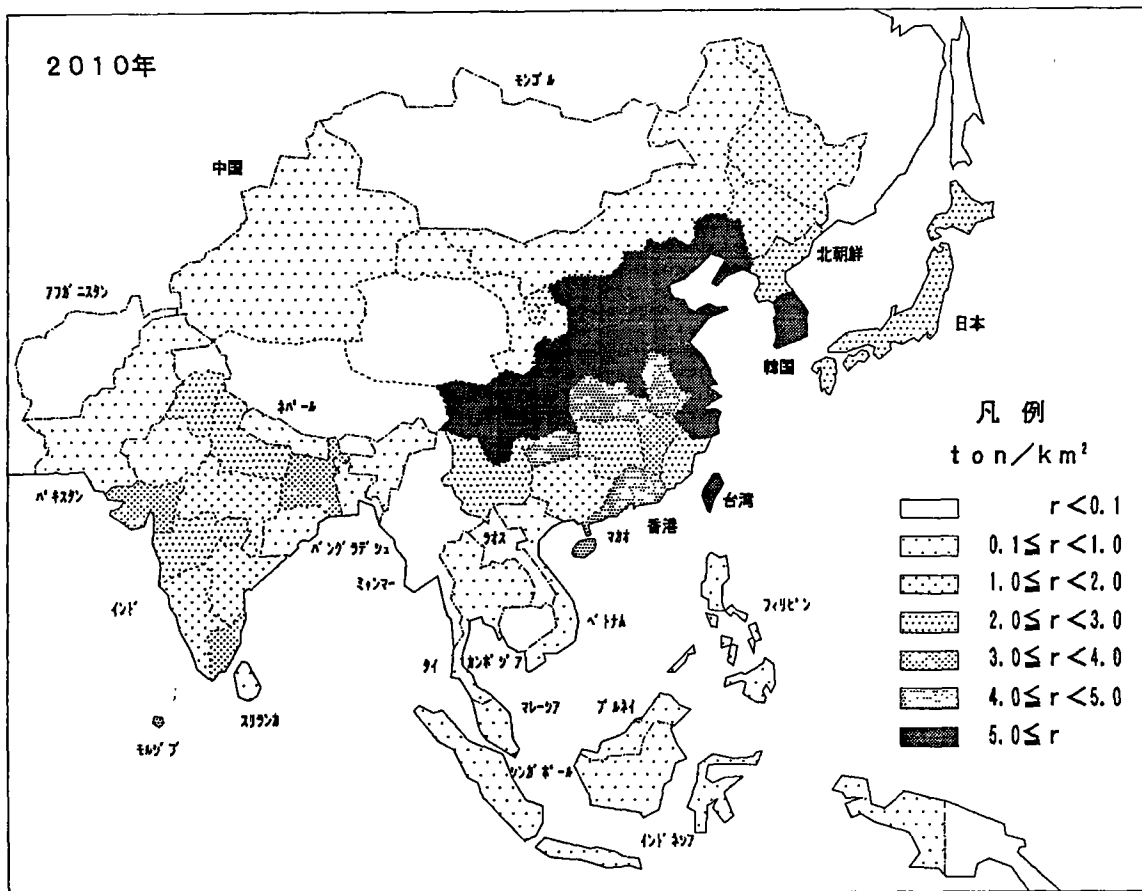 2010年
モンゴル
中国
北朝鮮
アフガニスタン
日本
韓国
ネパール
凡例
ton/km²
パキスタン
r<0.1
台湾
ラオス
マカオ
香港
0.1≦r<1.0
バングラデシュ
ミャンマー
1.0≦r<2.0
インド
フィリピン
ベトナム
2.0≦r<3.0
タイ
カンボジア
3.0≦r<4.0
マレーシア
ブルネイ
4.0≦r<5.0
スリランカ
モルジブ
5.0≦r
シンガポール
インドネシア